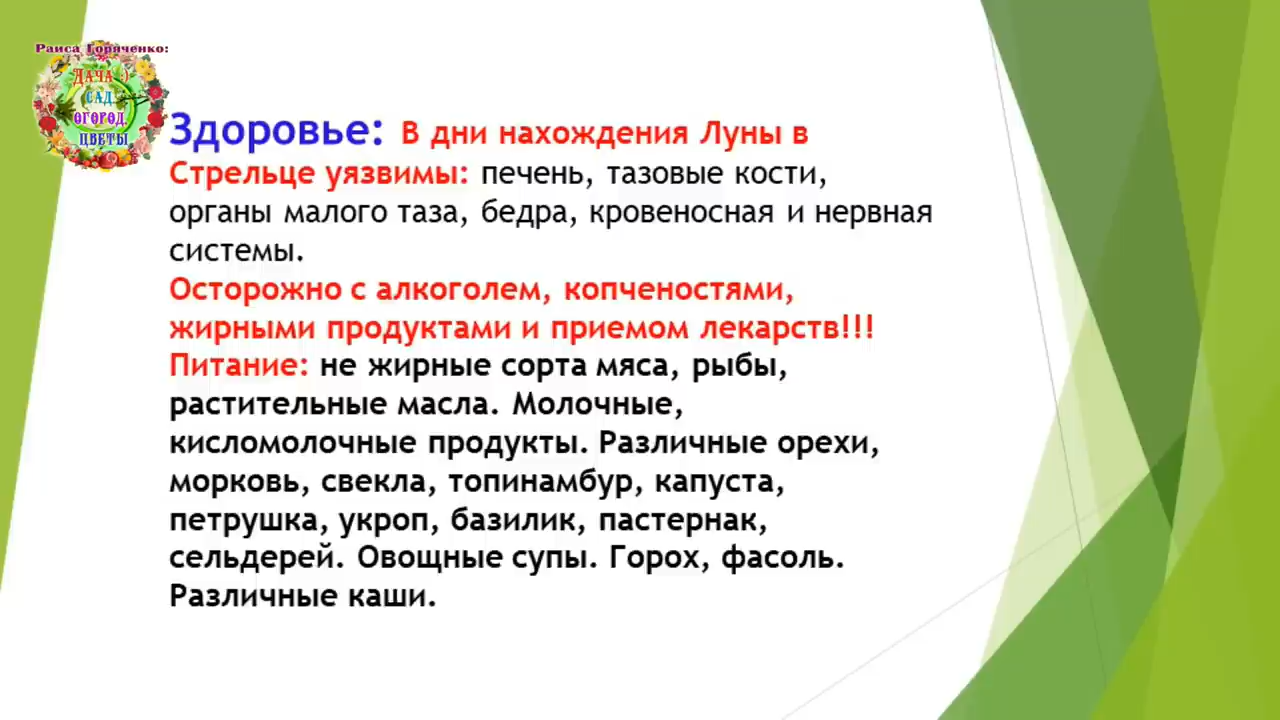 Раиса Горяченко:
Дача :)
САД
ОГОРОД
ЦВЕТЫ
Здоровье: В дни нахождения Луны в
Стрельце уязвимы: печень, тазовые кости,
органы малого таза, бедра, кровеносная и нервная
системы.
Осторожно с алкоголем, копченостями,
жирными продуктами и приемом лекарств!!!
Питание: не жирные сорта мяса, рыбы,
растительные масла. Молочные,
кисломолочные продукты. Различные орехи,
морковь, свекла, топинамбур, капуста,
петрушка, укроп, базилик, пастернак,
сельдерей. Овощные супы. Горох, фасоль.
Различные каши.